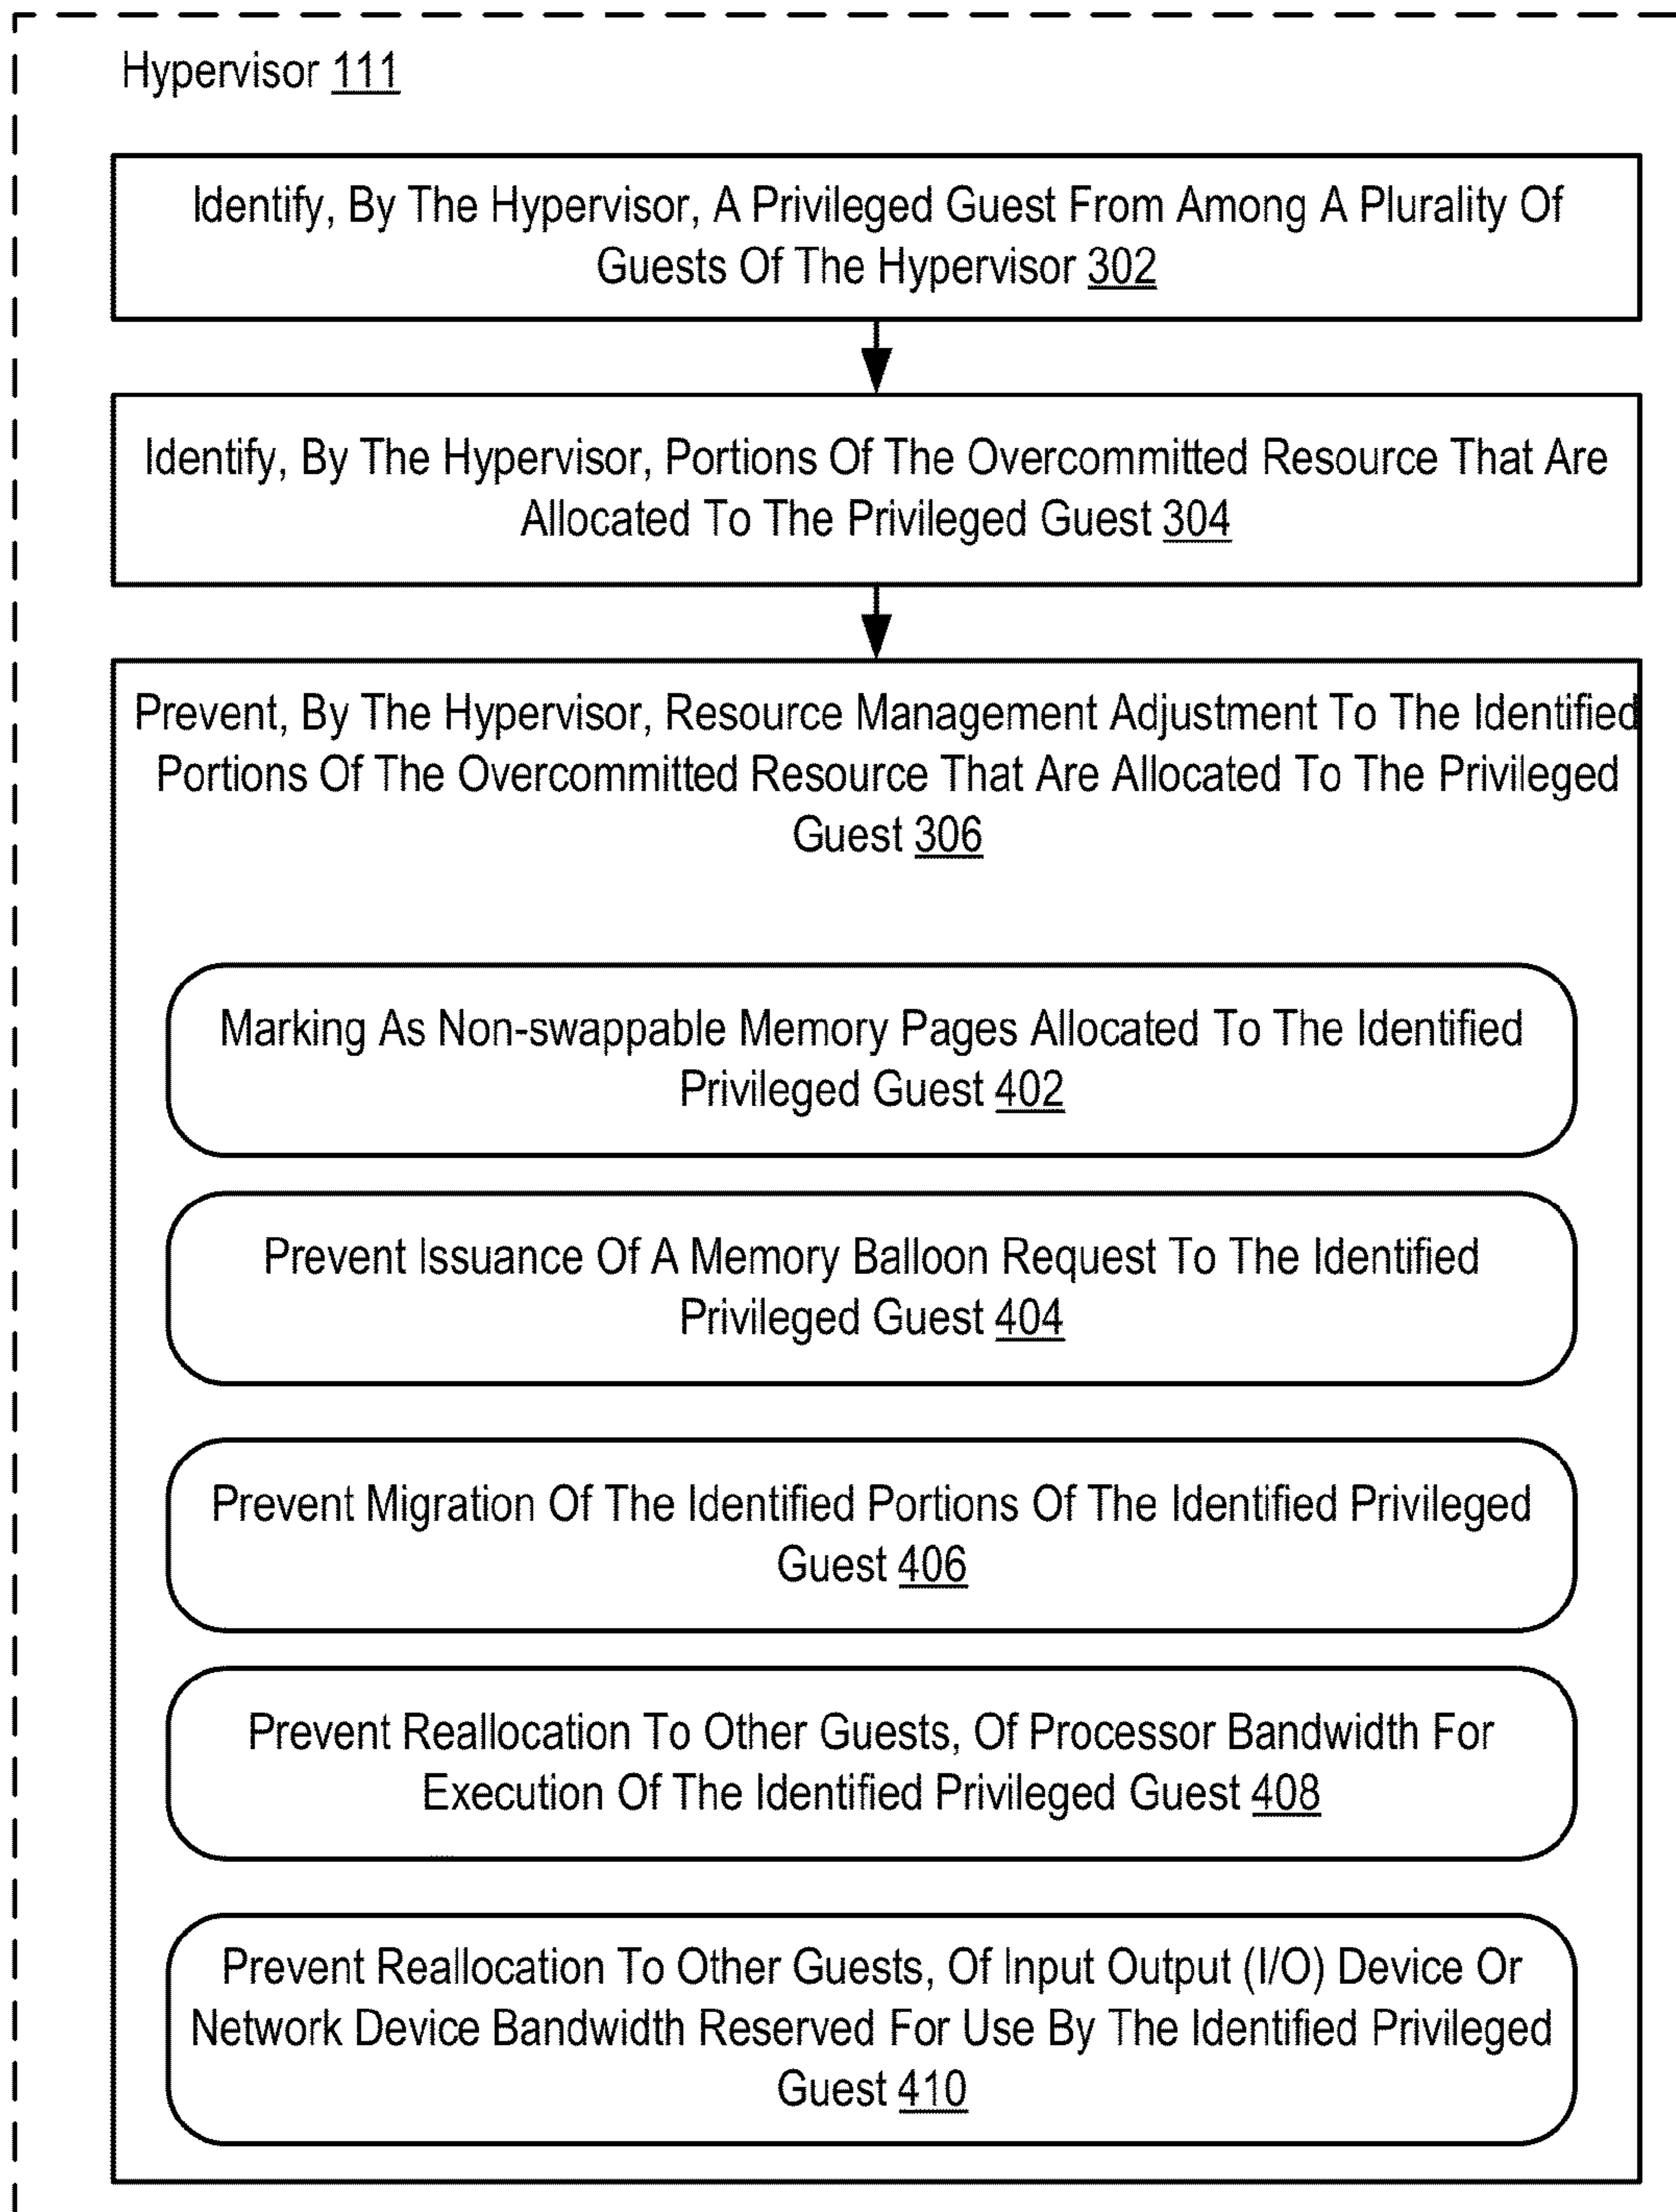 Hypervisor 111
Identify, By The Hypervisor, A Privileged Guest From Among A Plurality Of
Guests Of The Hypervisor 302
Identify, By The Hypervisor, Portions Of The Overcommitted Resource That Are
Allocated To The Privileged Guest 304
Prevent, By The Hypervisor, Resource Management Adjustment To The Identified
Portions Of The Overcommitted Resource That Are Allocated To The Privileged
Guest 306
Marking As Non-swappable Memory Pages Allocated To The Identified
Privileged Guest 402
Prevent Issuance Of A Memory Balloon Request To The Identified
Privileged Guest 404
Prevent Migration Of The Identified Portions Of The Identified Privileged
Guest 406
Prevent Reallocation To Other Guests, Of Processor Bandwidth For
Execution Of The Identified Privileged Guest 408
Prevent Reallocation To Other Guests, Of Input Output (I/O) Device Or
Network Device Bandwidth Reserved For Use By The Identified Privileged
Guest 410